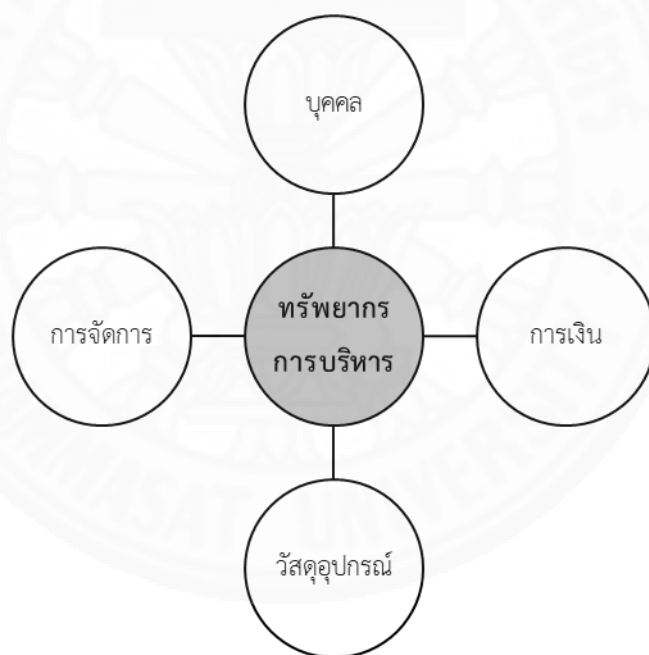 บุคคล
การจัดการ
ทรัพยากร
การบริหาร
การเงิน
วัสดุอุปกรณ์